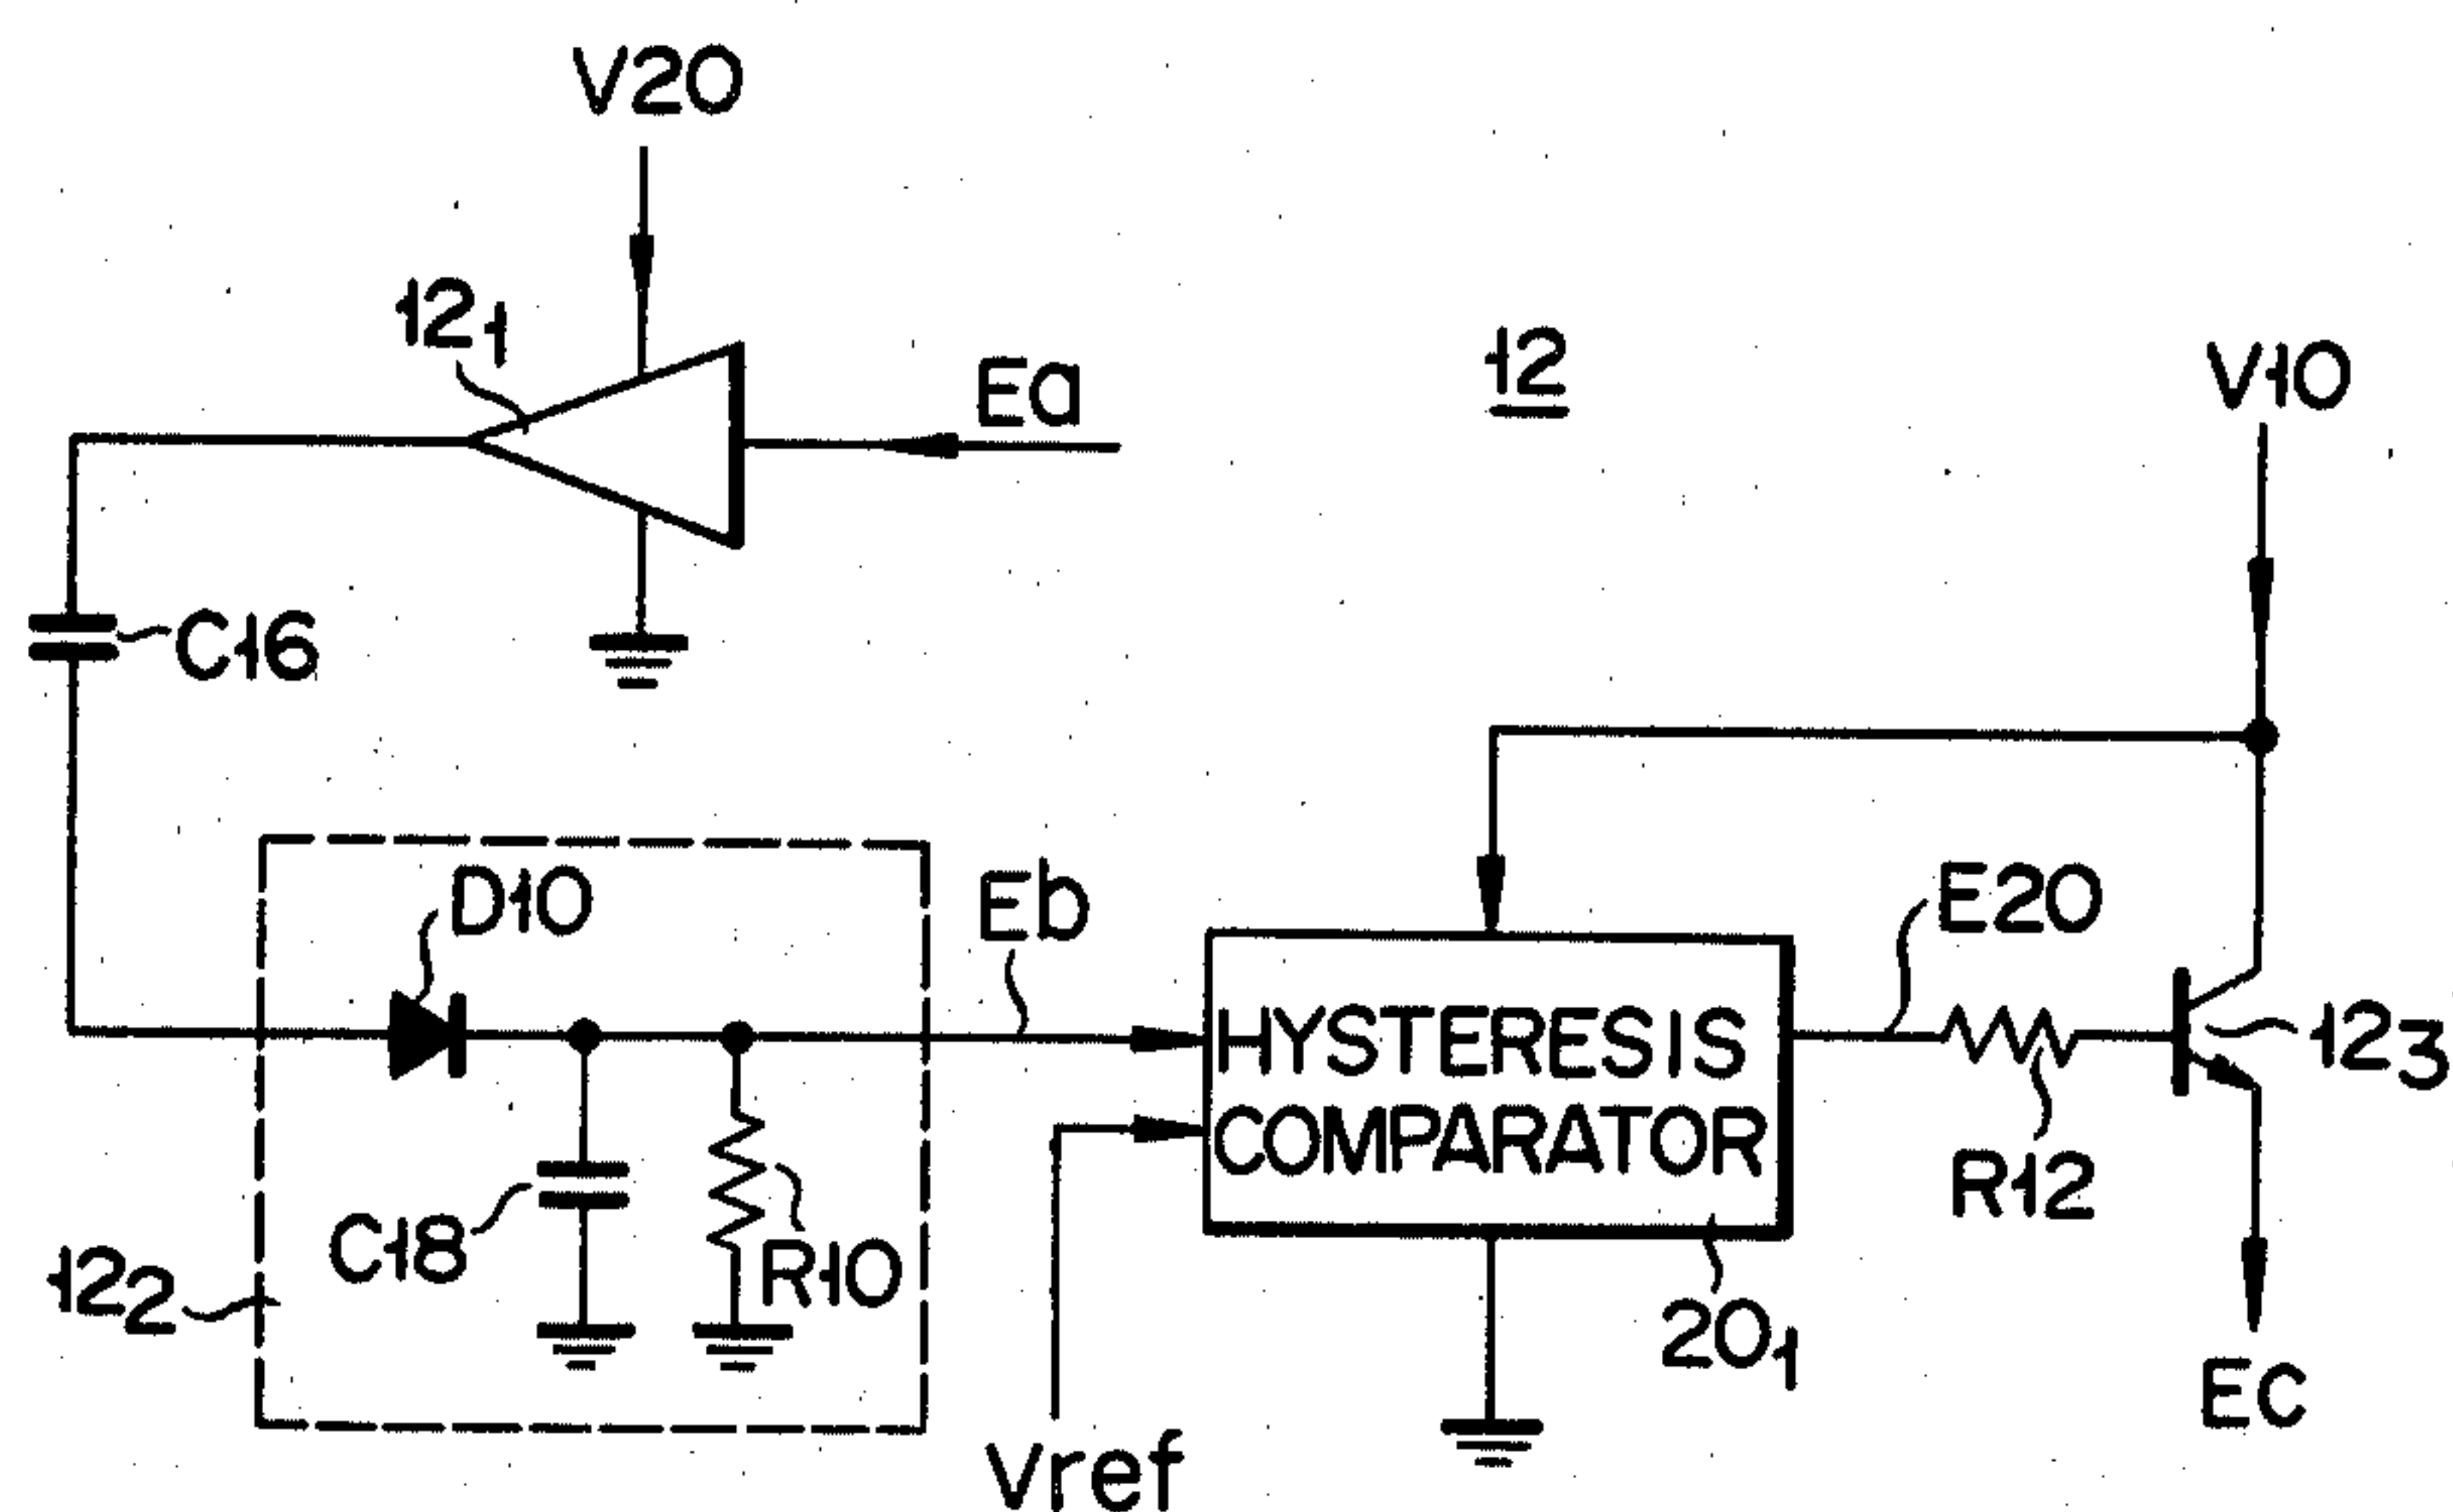 V20
12₁
Ea
12
V10
C16
D10
Eb
E20
HYSTERESIS
COMPARATOR
12₃
R12
C18
R10
12₂
20₁
EC
Vref